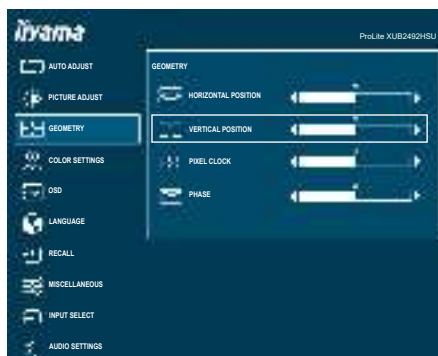 iiyama
ProLite XUB2492HSU
AUTO ADJUST
PICTURE ADJUST
GEOMETRY
COLOR SETTINGS
OSD
LANGUAGE
RECALL
MISCELLANEOUS
INPUT SELECT
AUDIO SETTINGS
GEOMETRY
HORIZONTAL POSITION
VERTICAL POSITION
PIXEL CLOCK
PHASE